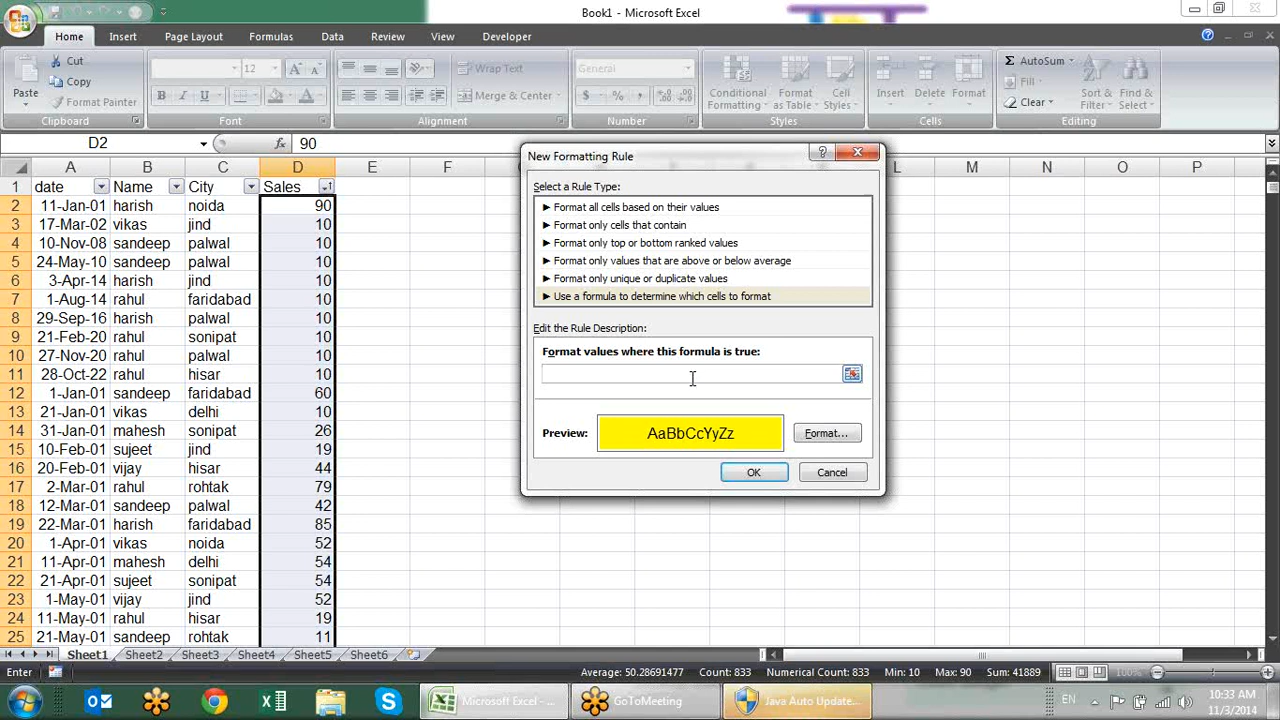 Book1 - Microsoft Excel
Home Insert Page Layout Formulas Data Review View Developer
Paste
Cut
Copy
Format Painter
Clipboard
12
B I U
Font
Wrap Text
Merge & Center
Alignment
General
$ % ,
Number
Conditional Formatting
Format as Table
Cell Styles
Styles
Insert
Delete
Format
Cells
AutoSum
Fill
Clear
Sort & Filter
Find & Select
Editing
D2 fx 90
A B C D E F G L M N O P
1 date Name City Sales
2 11-Jan-01 harish noida 90
3 17-Mar-02 vikas jind 10
4 10-Nov-08 sandeep palwal 10
5 24-May-10 sandeep palwal 10
6 3-Apr-14 harish jind 10
7 1-Aug-14 rahul faridabad 10
8 29-Sep-16 harish palwal 10
9 21-Feb-20 rahul sonipat 10
10 27-Nov-20 rahul palwal 10
11 28-Oct-22 rahul hisar 10
12 1-Jan-01 sandeep faridabad 60
13 21-Jan-01 vikas delhi 10
14 31-Jan-01 mahesh sonipat 26
15 10-Feb-01 sujeet jind 19
16 20-Feb-01 vijay hisar 44
17 2-Mar-01 rahul rohtak 79
18 12-Mar-01 sandeep palwal 42
19 22-Mar-01 harish faridabad 85
20 1-Apr-01 vikas noida 52
21 11-Apr-01 mahesh delhi 54
22 21-Apr-01 sujeet sonipat 54
23 1-May-01 vijay jind 52
24 11-May-01 rahul hisar 19
25 21-May-01 sandeep rohtak 11
New Formatting Rule
Select a Rule Type:
► Format all cells based on their values
► Format only cells that contain
► Format only top or bottom ranked values
► Format only values that are above or below average
► Format only unique or duplicate values
► Use a formula to determine which cells to format
Edit the Rule Description:
Format values where this formula is true:
Preview: AaBbCcYyZz Format...
OK Cancel
Sheet1 Sheet2 Sheet3 Sheet4 Sheet5 Sheet6
Enter Average: 50.28691477 Count: 833 Numerical Count: 833 Min: 10 Max: 90 Sum: 41889 100%
Microsoft Excel - ... GoToMeeting Java Auto Update... EN 10:33 AM
11/3/2014